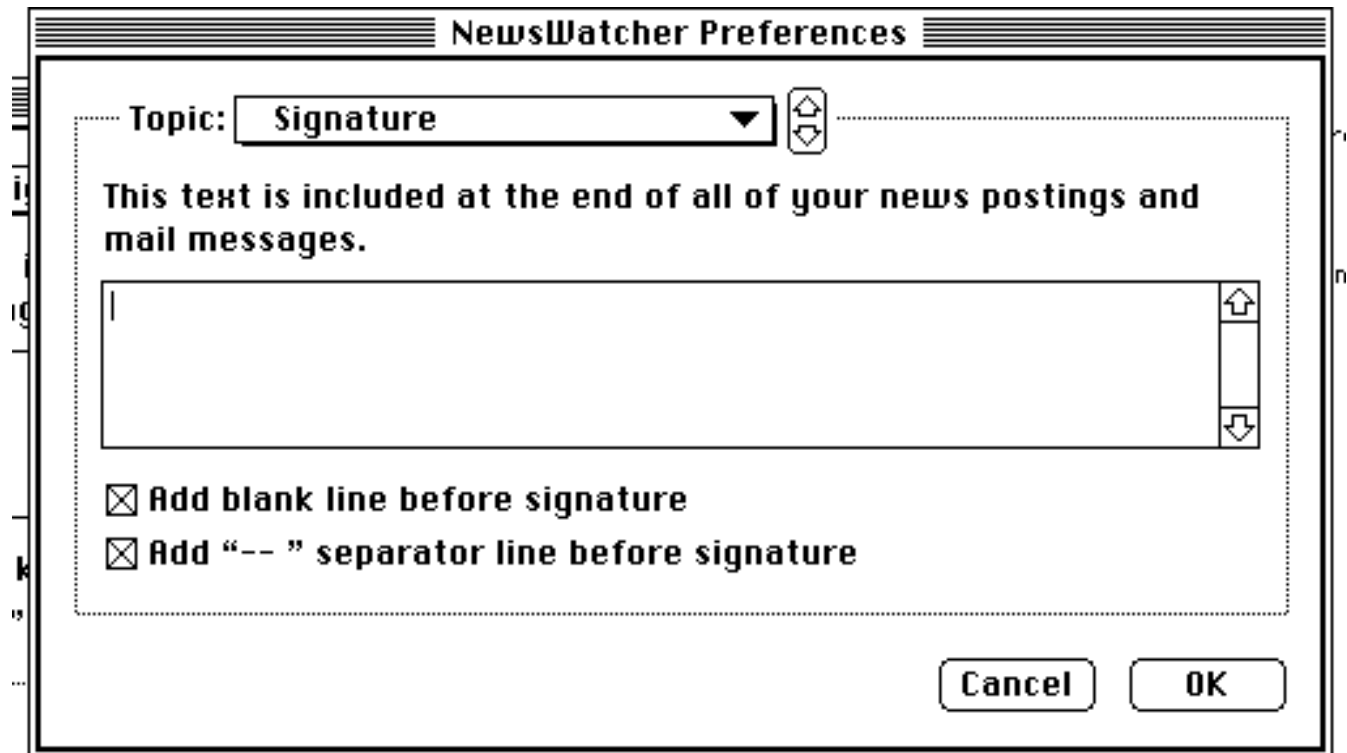 NewsWatcher Preferences
Topic: Signature
This text is included at the end of all of your news postings and
mail messages.
Add blank line before signature
Add “-- ” separator line before signature
Cancel OK